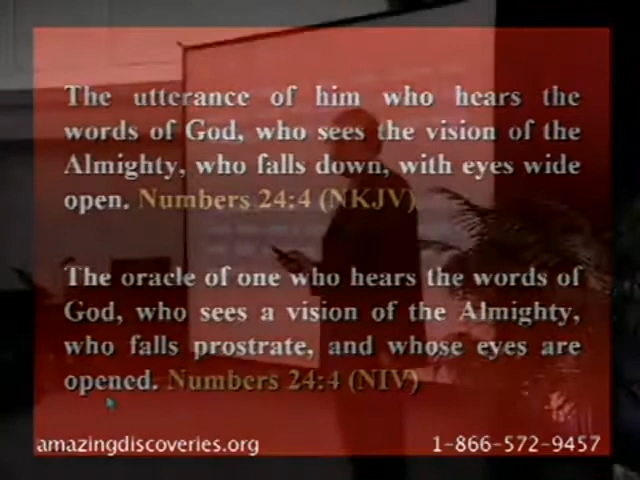 The utterance of him who hears the
words of God, who sees the vision of the
Almighty, who falls down, with eyes wide
open. Numbers 24:4 (NKJV)
The oracle of one who hears the words of
God, who sees a vision of the Almighty,
who falls prostrate, and whose eyes are
opened. Numbers 24:4 (NIV)
amazingdiscoveries.org
1-866-572-9457